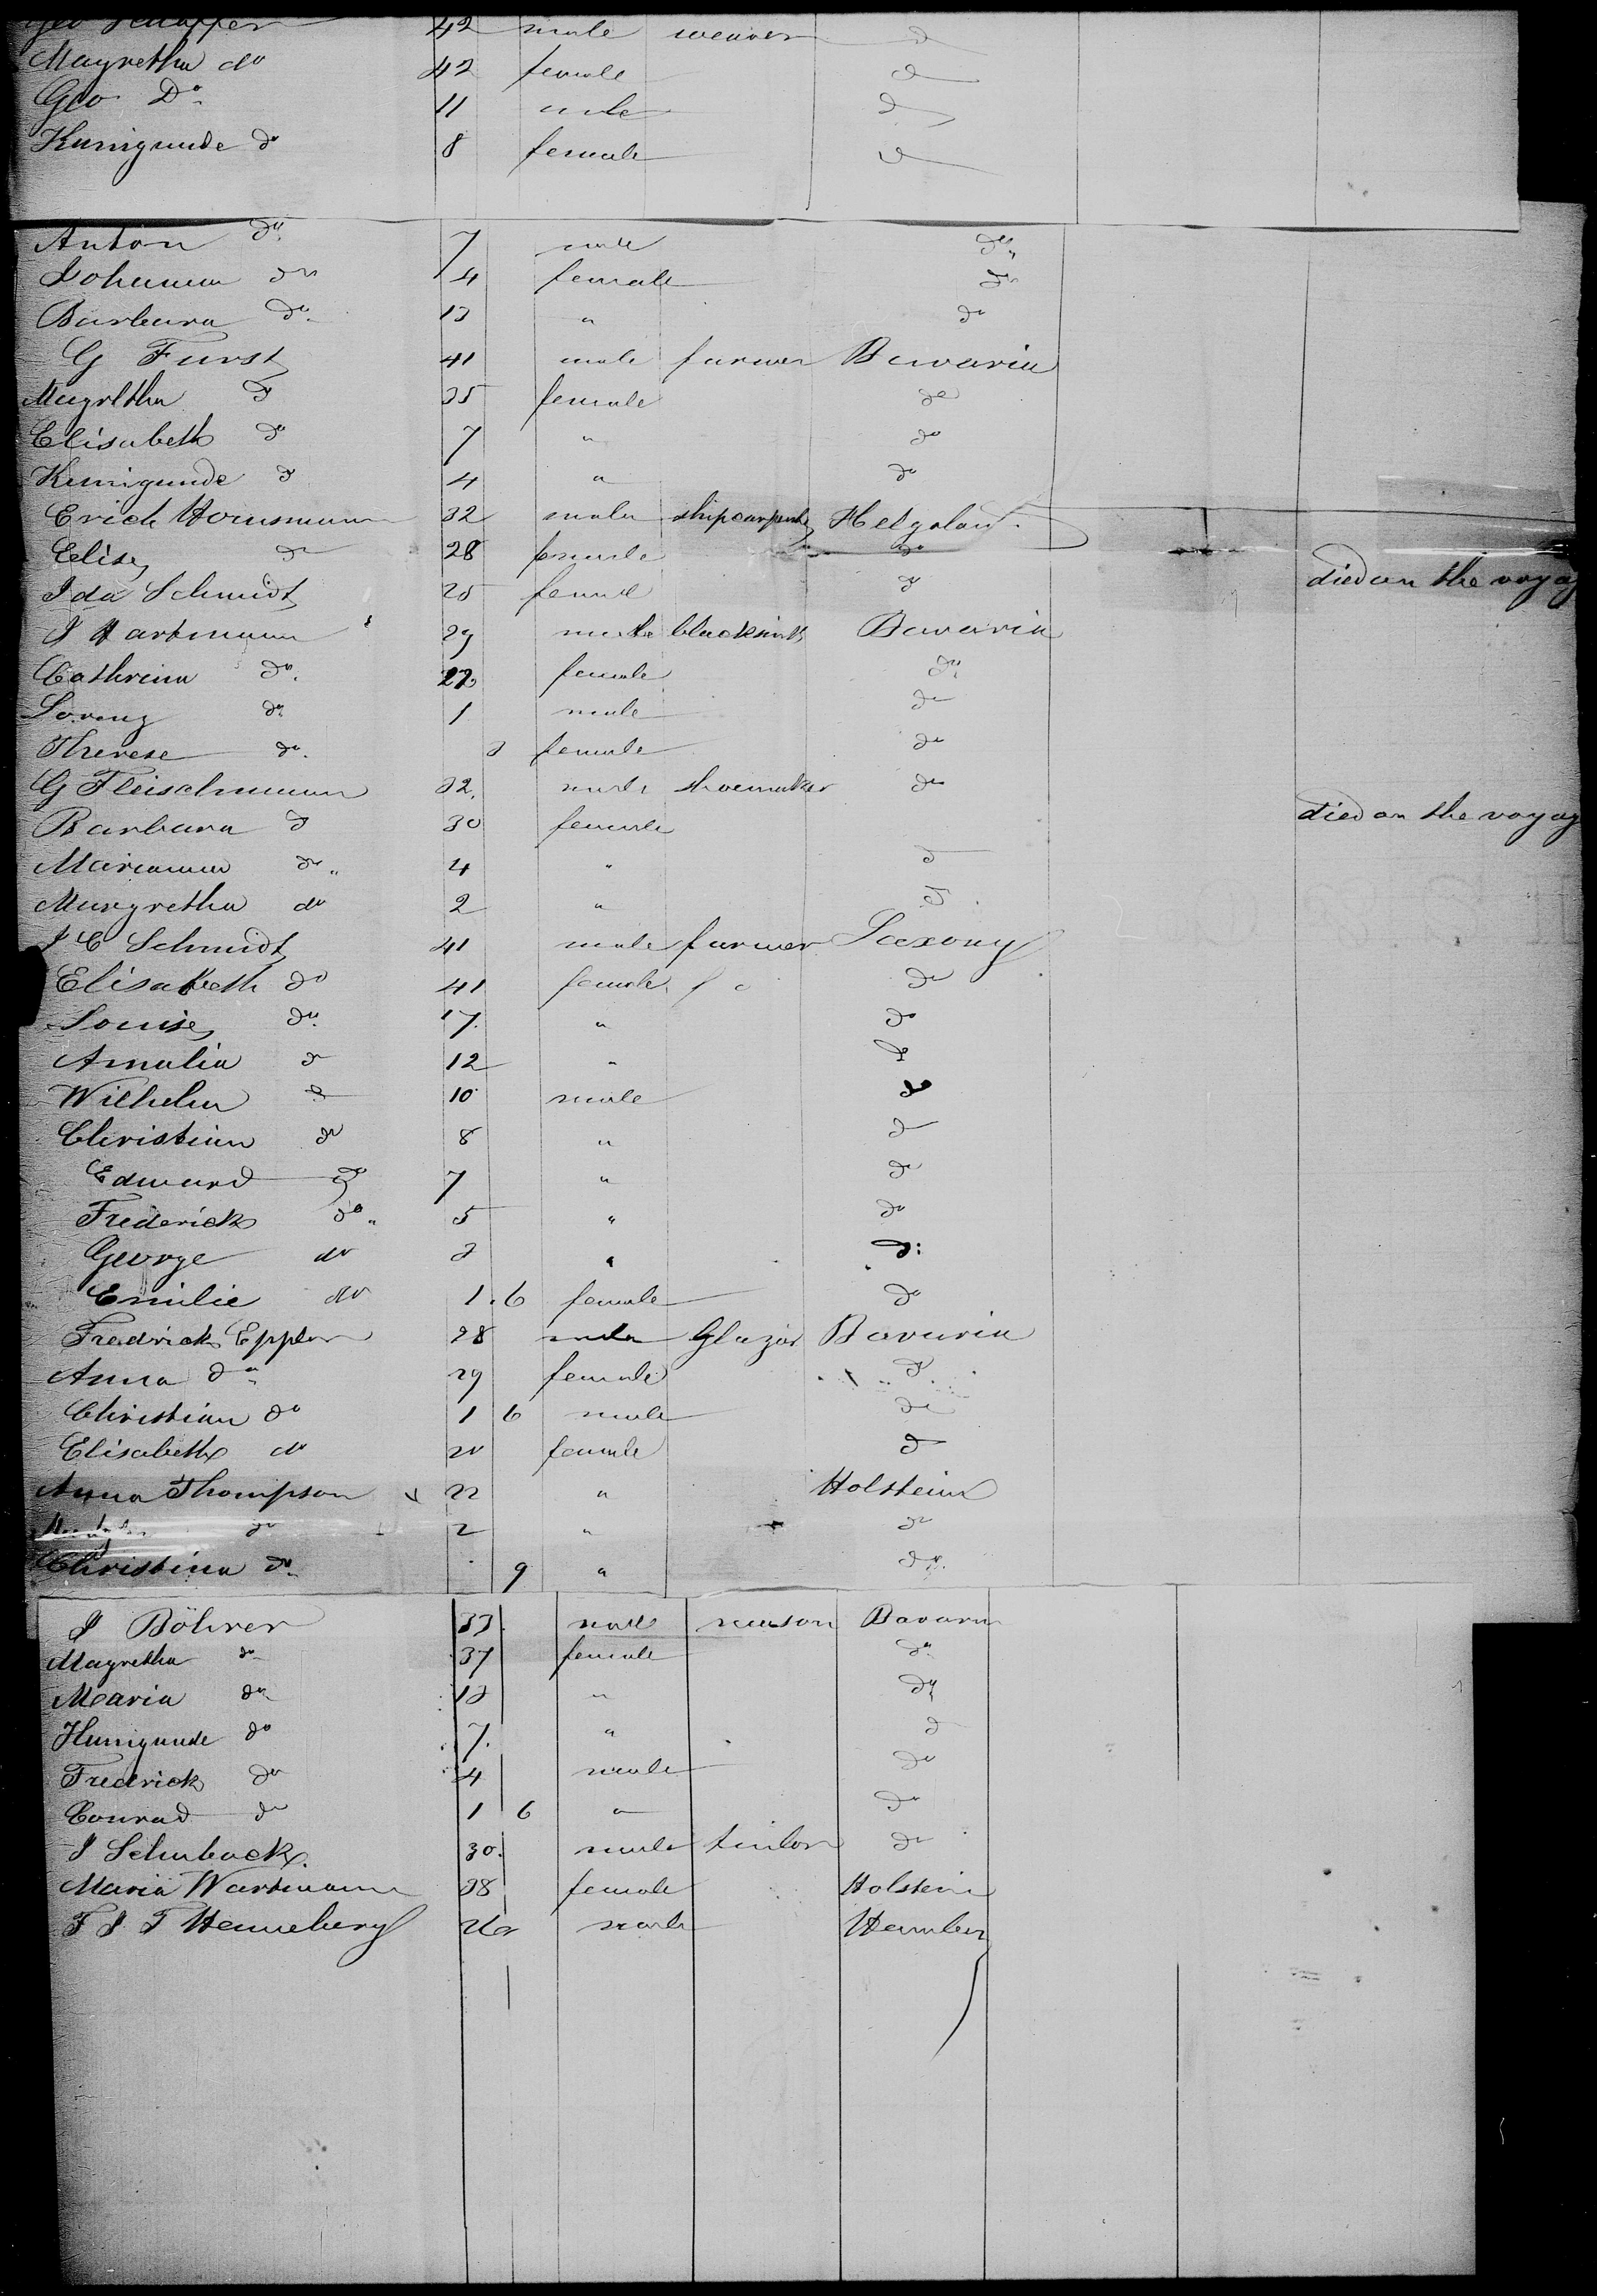 Geo 42 male weaver do
Magretha do 42 female do
Geo Do 11 male do
Kunigunde do 8 female do
Anton do 7 male do
Johanna do 4 female do
Barbara do 13 " do
G Furst 41 male farmer Bavaria
Magretha do 35 female do
Elisabeth do 7 " do
Kunigunde do 4 " do
Erich 32 male shipcarpenter Helgoland
Elise do 28 female do
Ida Schmidt 25 female do died on the voyag
J Hartmann 29 male blacksmith Bavaria
Cathrina do 27 female do
Lorenz do 1 male do
Therese do 3 female do
G Fleischmann 32 male shoemaker do
Barbara do 30 female died on the voyag
Marianna do 4 " do
Margretha do 2 " do
J C Schmidt 41 male farmer Saxony
Elisabeth do 41 female do
Louise do 17 " do
Amalia do 12 " do
Wilhelm do 10 male do
Christian do 8 " do
Edward do 7 " do
Frederick do 5 " do
George do 3 " do
Emilie do 1 . 6 female do
Fredrick Eppler 28 male Glazier Bavaria
Anna do 29 female do
Christian do 1 6 male do
Elisabeth do 20 female do
Anna Thompson 22 " Holstein
do 2 " do
Christina do 9 " do
J Böhrer 33 male mason Bavaria
Magretha do 37 female do
Maria do 13 " do
Kunigunde do 7 " do
Fredrick do 4 male do
Conrad do 1 6 " do
J Schuback 30 male tailor do
Maria Wartmann 38 female Holstein
F J T Henneberg 26 male Hamburg